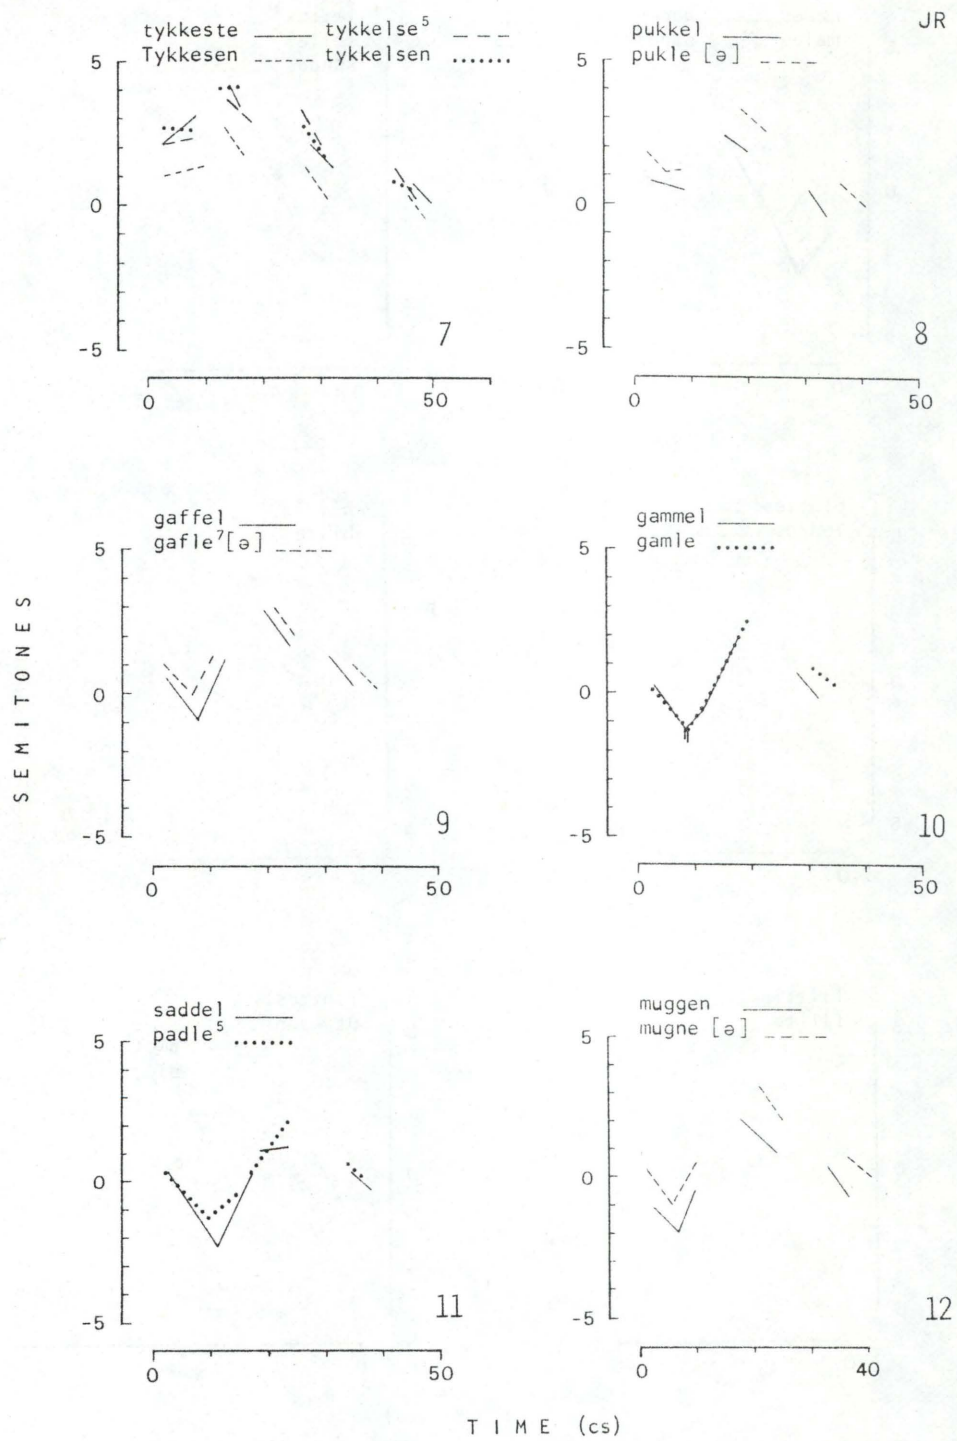 JR
tykkeste tykkelse⁵
Tykkesen tykkelsen
5
0
-5
7
0 50
pukkel
pukle [ə]
5
0
-5
8
0 50
gaffel
gafle⁷[ə]
5
0
-5
9
0 50
gammel
gamle
5
0
-5
10
0 50
SEMITONES
saddel
padle⁵
5
0
-5
11
0 50
muggen
mugne [ə]
5
0
-5
12
0 40
TIME (cs)